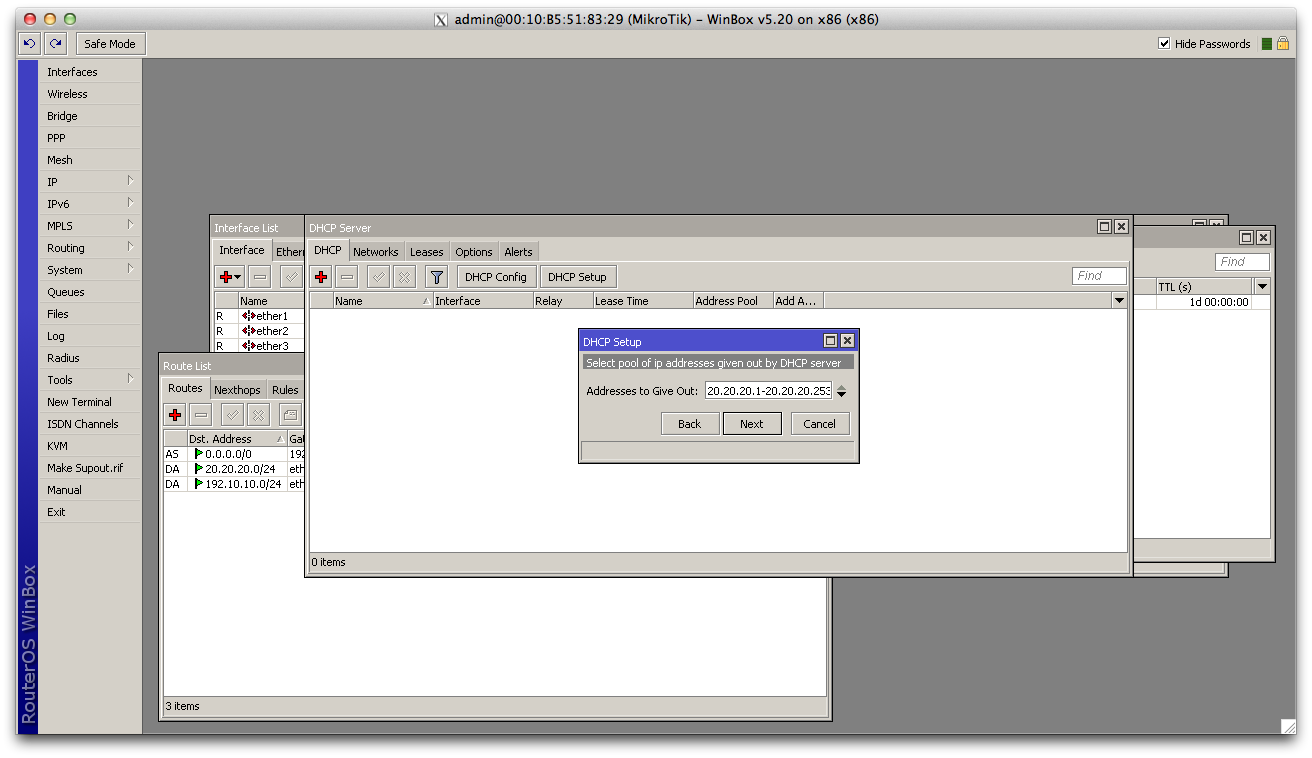 admin@00:10:B5:51:83:29 (MikroTik) – WinBox v5.20 on x86 (x86)
Safe Mode
Hide Passwords
Interfaces
Wireless
Bridge
PPP
Mesh
IP
IPv6
MPLS
Routing
System
Queues
Files
Log
Radius
Tools
New Terminal
ISDN Channels
KVM
Make Supout.rif
Manual
Exit
RouterOS WinBox
Interface List
Interface Ethern
Name
R ether1
R ether2
R ether3
DHCP Server
DHCP Networks Leases Options Alerts
DHCP Config DHCP Setup Find
Name Interface Relay Lease Time Address Pool Add A...
0 items
DHCP Setup
Select pool of ip addresses given out by DHCP server
Addresses to Give Out: 20.20.20.1-20.20.20.253
Back Next Cancel
Find
TTL (s)
1d 00:00:00
Route List
Routes Nexthops Rules
Dst. Address Gat
AS 0.0.0.0/0 192
DA 20.20.20.0/24 eth
DA 192.10.10.0/24 eth
3 items